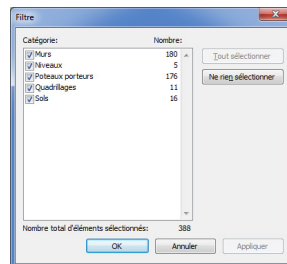 Filtre
Catégorie: Nombre:
Murs 180
Niveaux 5
Poteaux porteurs 176
Quadrillages 11
Sols 16
Tout sélectionner
Ne rien sélectionner
Nombre total d'éléments sélectionnés: 388
OK Annuler Appliquer